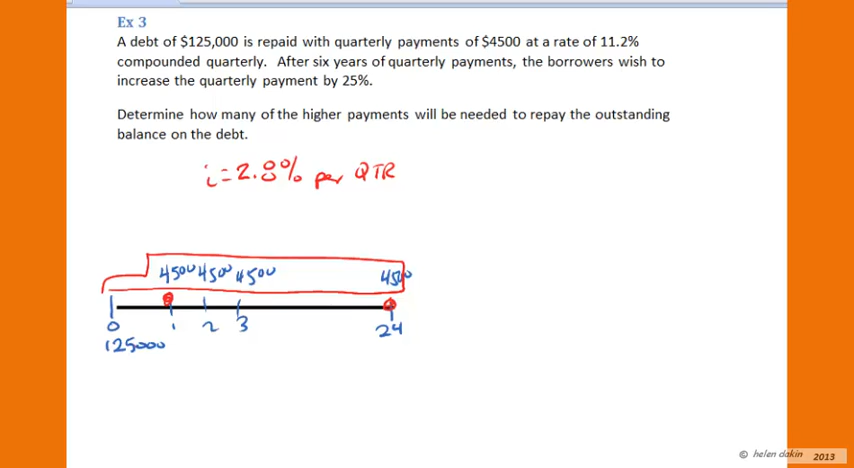 Ex 3
A debt of $125,000 is repaid with quarterly payments of $4500 at a rate of 11.2%
compounded quarterly. After six years of quarterly payments, the borrowers wish to
increase the quarterly payment by 25%.
Determine how many of the higher payments will be needed to repay the outstanding
balance on the debt.
i=2.8% per QTR
4500 4500 4500 4500
0 1 2 3 24
125000
© helen dakin 2013